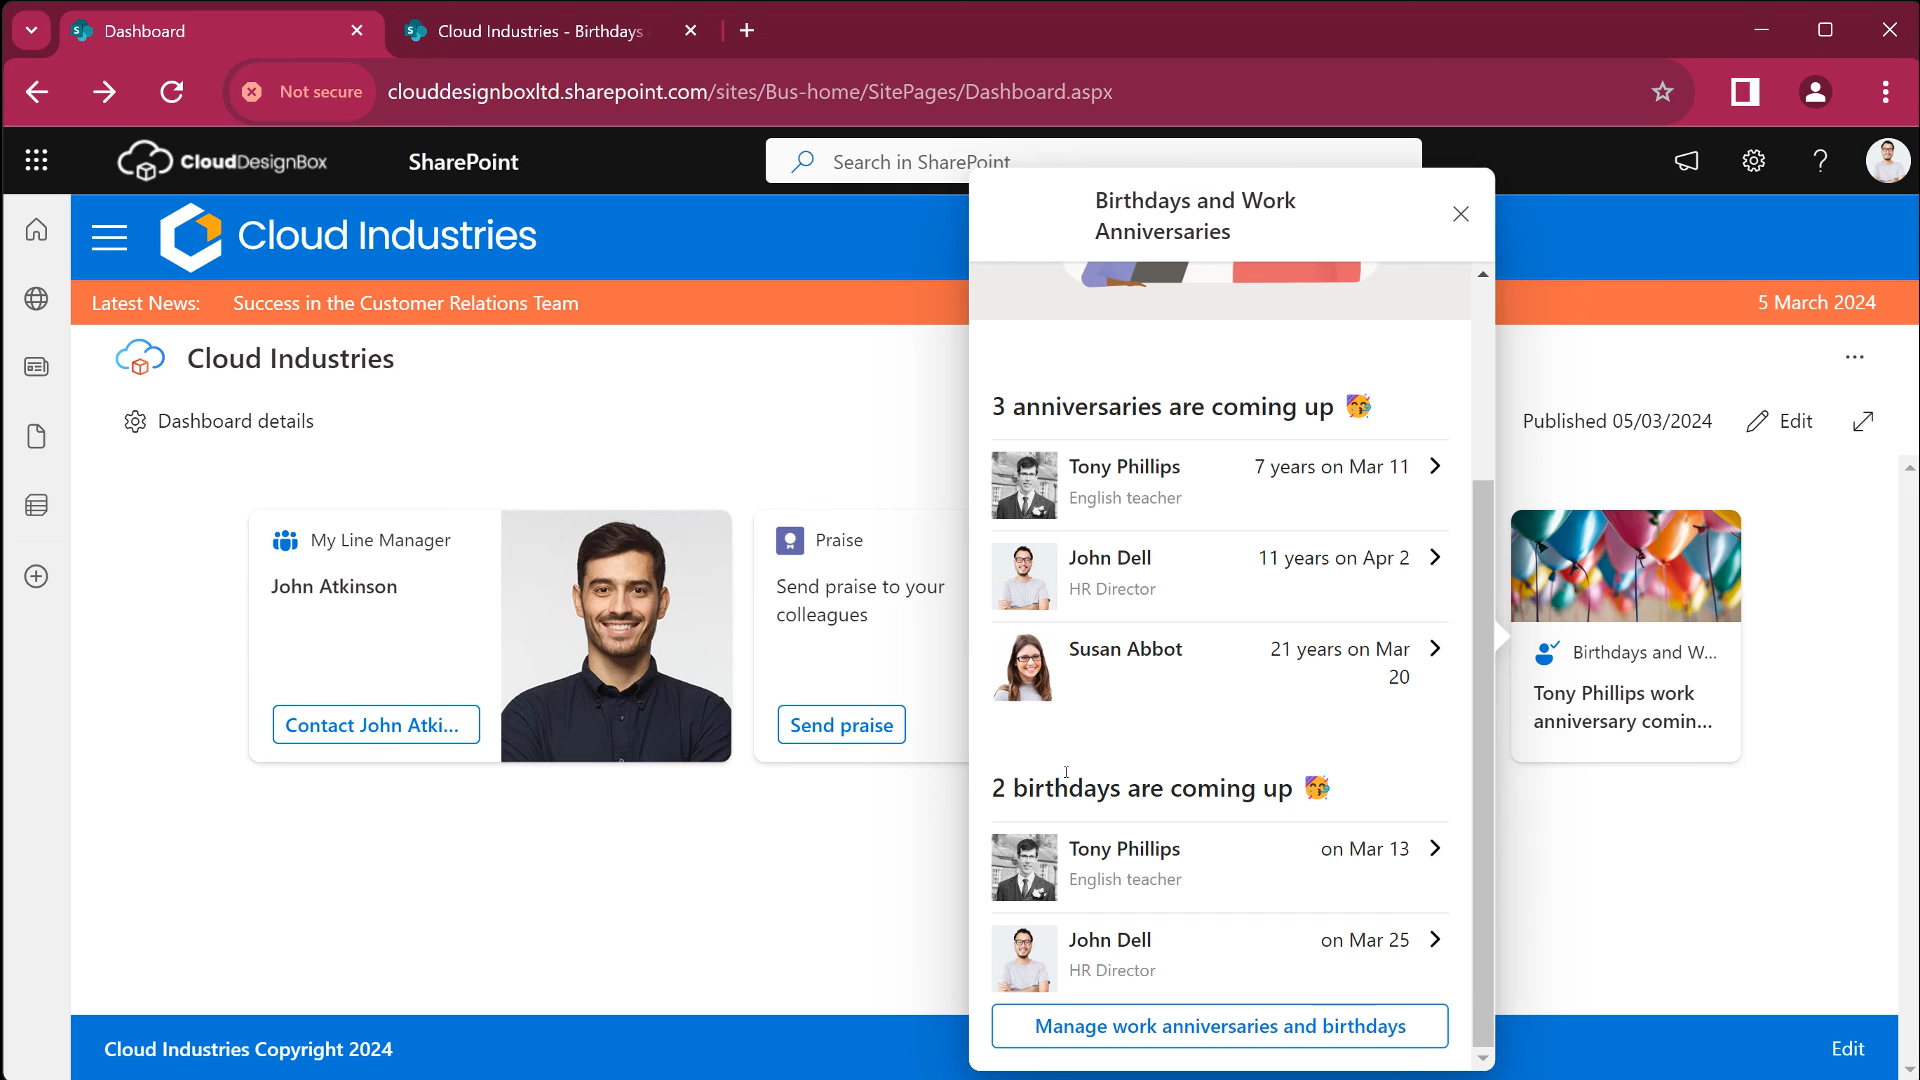 Dashboard
Cloud Industries - Birthdays
Not secure
clouddesignboxltd.sharepoint.com/sites/Bus-home/SitePages/Dashboard.aspx
CloudDesignBox
SharePoint
Search in SharePoint
Cloud Industries
Latest News:
Success in the Customer Relations Team
5 March 2024
Cloud Industries
Dashboard details
Published 05/03/2024
Edit
My Line Manager
John Atkinson
Contact John Atki...
Praise
Send praise to your
colleagues
Send praise
Birthdays and Work
Anniversaries
3 anniversaries are coming up
Tony Phillips
7 years on Mar 11
English teacher
John Dell
11 years on Apr 2
HR Director
Susan Abbot
21 years on Mar
20
2 birthdays are coming up
Tony Phillips
on Mar 13
English teacher
John Dell
on Mar 25
HR Director
Manage work anniversaries and birthdays
Birthdays and W...
Tony Phillips work
anniversary comin...
Cloud Industries Copyright 2024
Edit